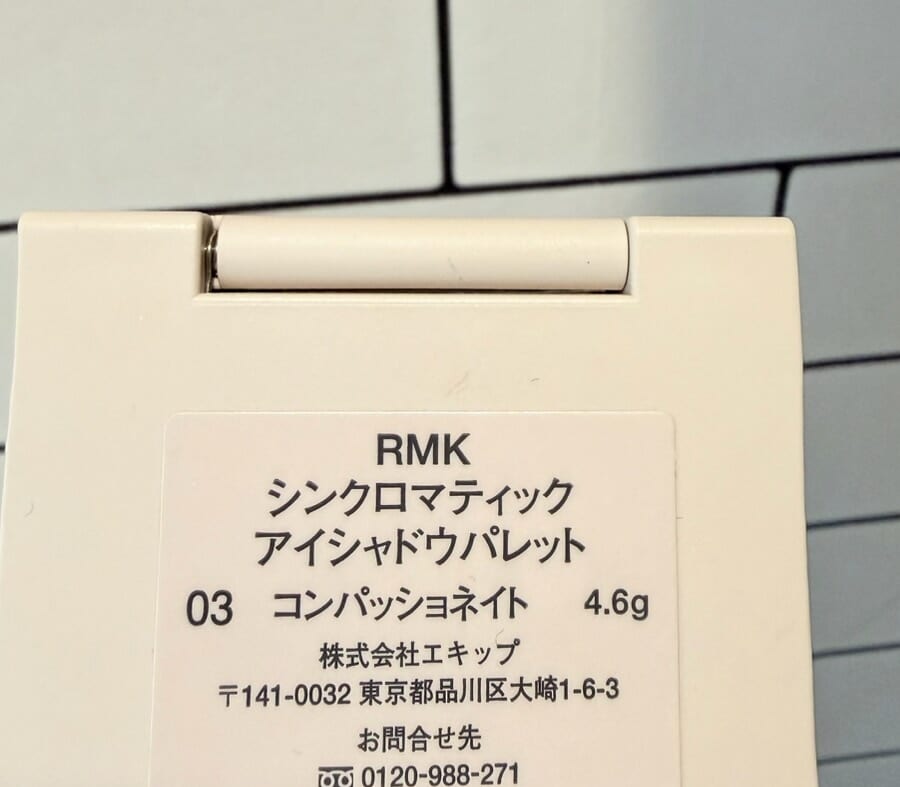 RMK
シンクロマティック
アイシャドウパレット
03 コンパッショネイト 4.6g
株式会社エキップ
〒141-0032 東京都品川区大崎1-6-3
お問合せ先
0120-988-271